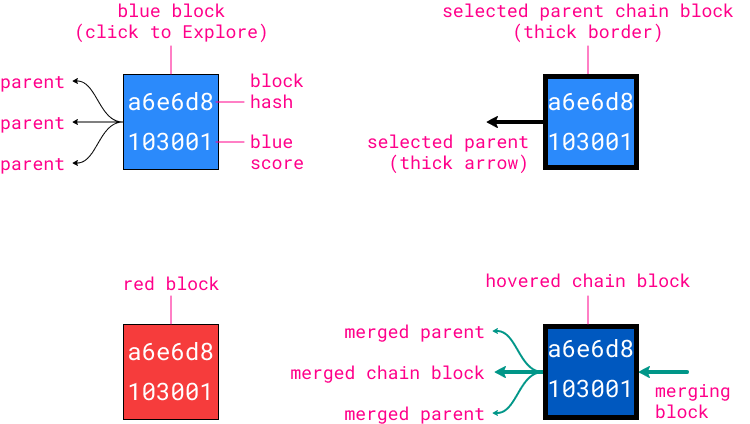 blue block
(click to Explore)
parent
parent
parent
a6e6d8
103001
block
hash
blue
score
selected parent chain block
(thick border)
a6e6d8
103001
selected parent
(thick arrow)
red block
a6e6d8
103001
hovered chain block
merged parent
merged chain block
merged parent
a6e6d8
103001
merging
block